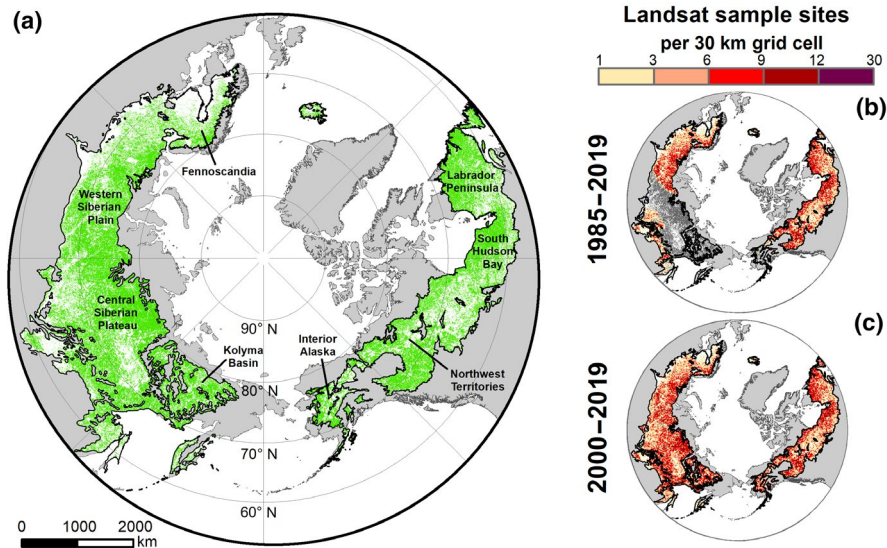 (a)
Fennoscandia
Western
Siberian
Plain
Central
Siberian
Plateau
Kolyma
Basin
Interior
Alaska
Labrador
Peninsula
South
Hudson
Bay
Northwest
Territories
90° N
80° N
70° N
60° N
0 1000 2000
km
Landsat sample sites
per 30 km grid cell
1 3 6 9 12 30
(b)
1985–2019
(c)
2000–2019